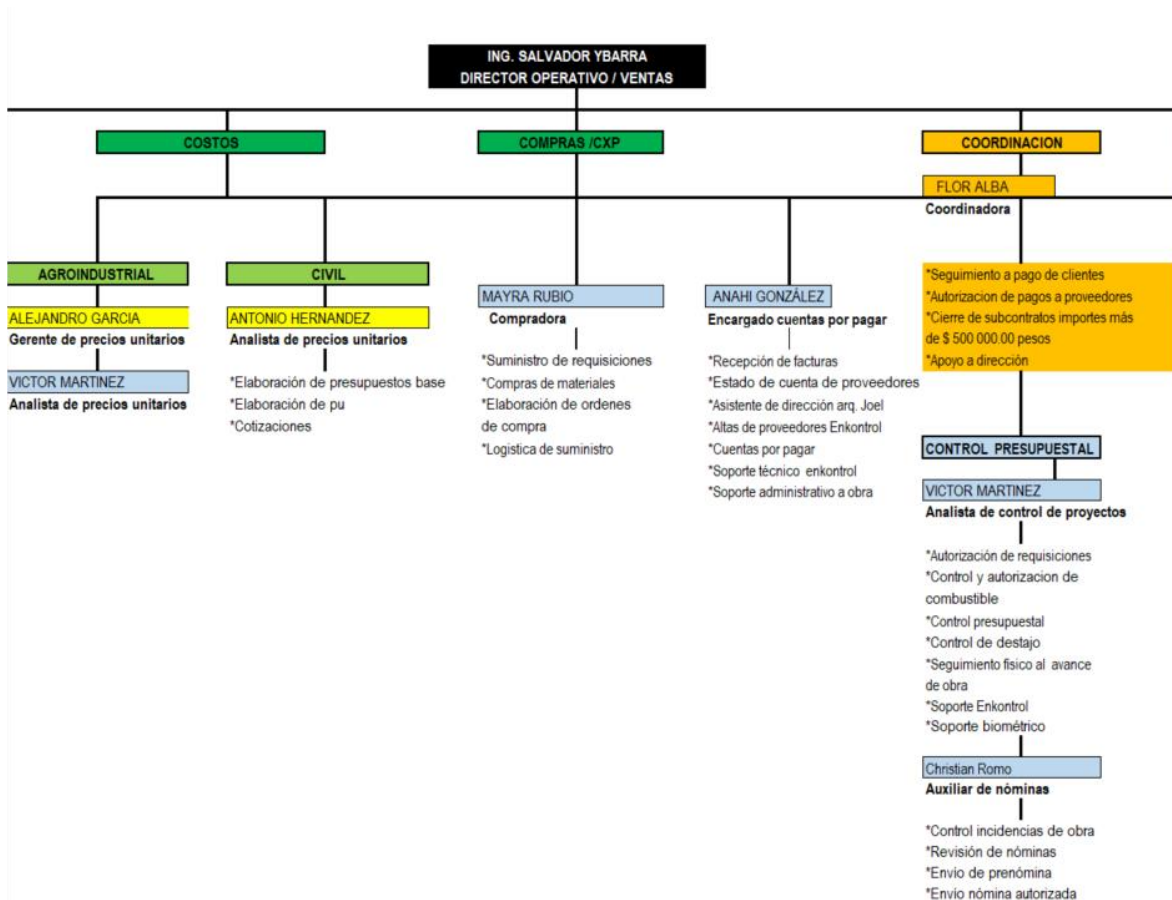 ING. SALVADOR YBARRA
DIRECTOR OPERATIVO / VENTAS
COSTOS
COMPRAS /CXP
COORDINACION
FLOR ALBA
Coordinadora
AGROINDUSTRIAL
ALEJANDRO GARCIA
Gerente de precios unitarios
VICTOR MARTINEZ
Analista de precios unitarios
CIVIL
ANTONIO HERNANDEZ
Analista de precios unitarios
*Elaboración de presupuestos base
*Elaboración de pu
*Cotizaciones
MAYRA RUBIO
Compradora
*Suministro de requisiciones
*Compras de materiales
*Elaboración de ordenes
de compra
*Logistica de suministro
ANAHI GONZÁLEZ
Encargado cuentas por pagar
*Recepción de facturas
*Estado de cuenta de proveedores
*Asistente de dirección arq. Joel
*Altas de proveedores Enkontrol
*Cuentas por pagar
*Soporte técnico enkontrol
*Soporte administrativo a obra
*Seguimiento a pago de clientes
*Autorizacion de pagos a proveedores
*Cierre de subcontratos importes más
de $ 500 000.00 pesos
*Apoyo a dirección
CONTROL PRESUPUESTAL
VICTOR MARTINEZ
Analista de control de proyectos
*Autorización de requisiciones
*Control y autorizacion de
combustible
*Control presupuestal
*Control de destajo
*Seguimiento fisico al avance
de obra
*Soporte Enkontrol
*Soporte biométrico
Christian Romo
Auxiliar de nóminas
*Control incidencias de obra
*Revisión de nóminas
*Envio de prenómina
*Envío nómina autorizada